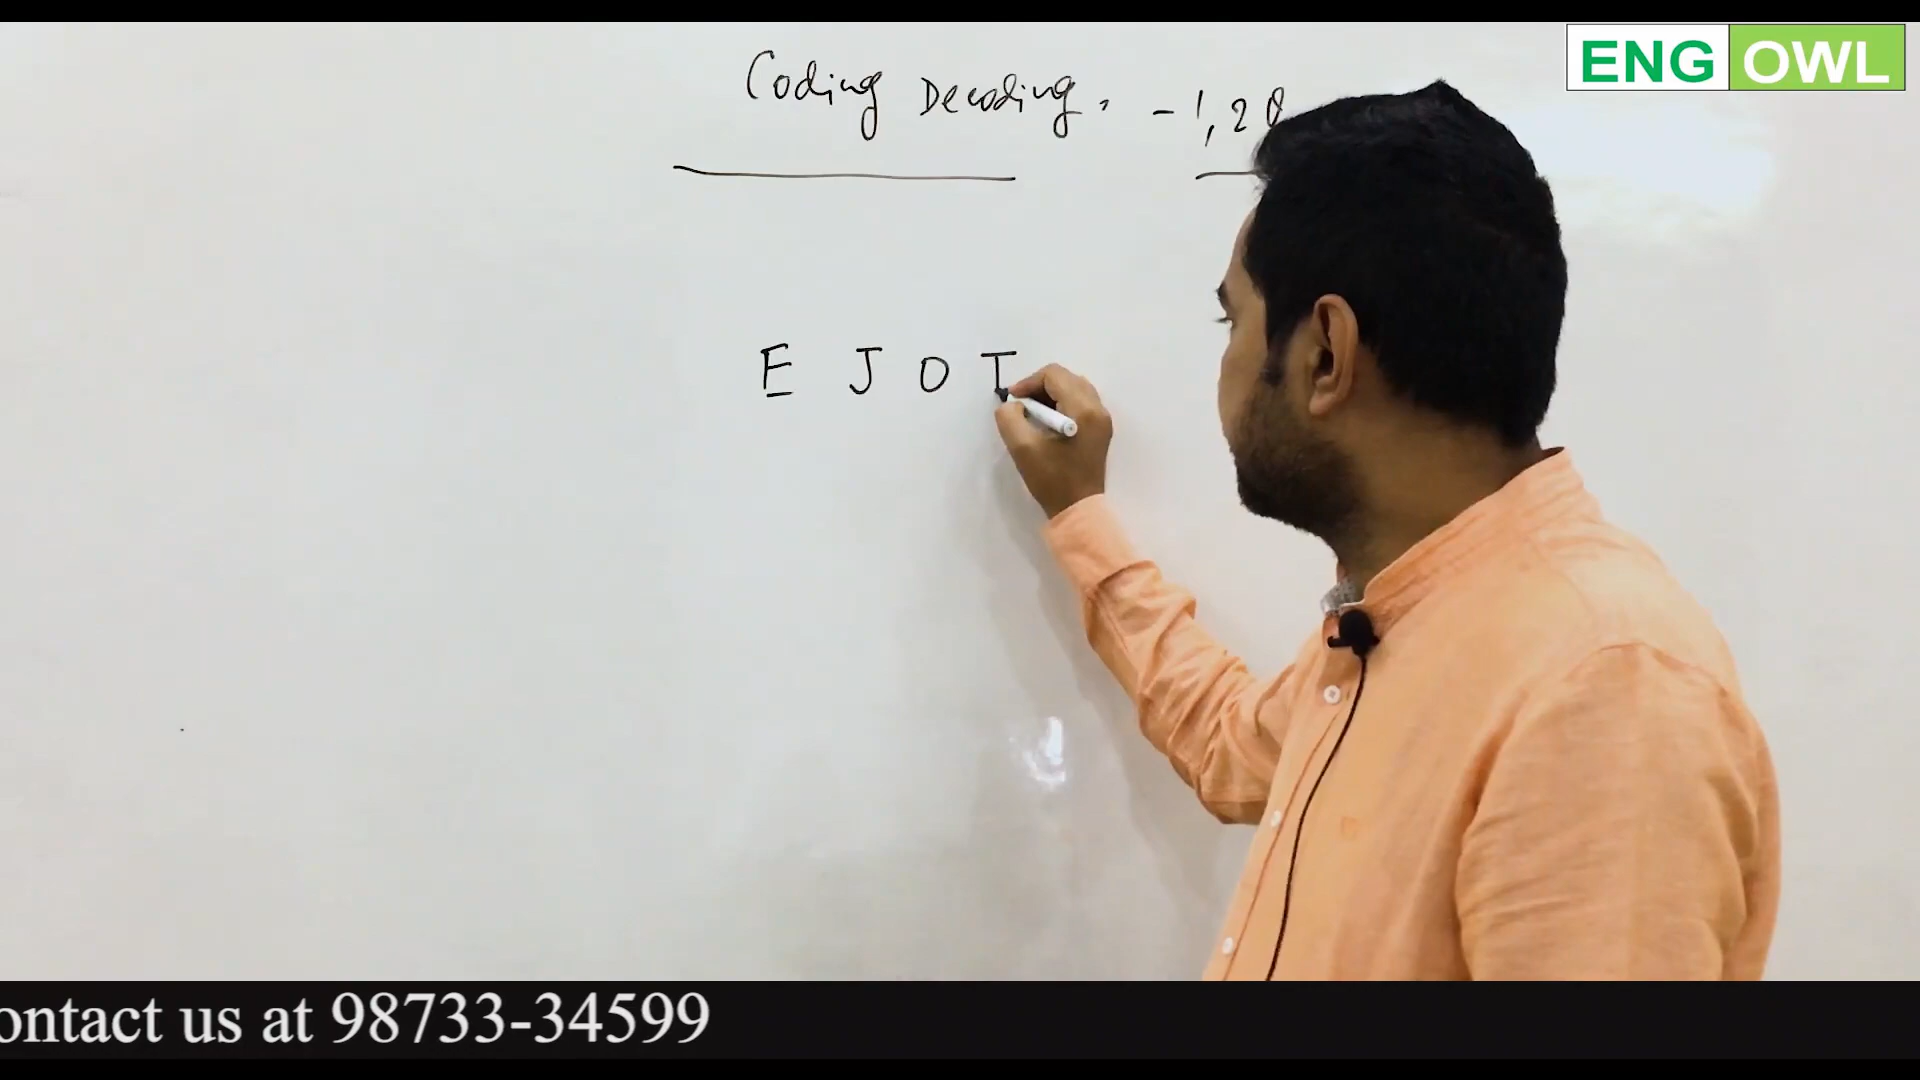 ENG OWL
Coding Decoding. - 1, 2
E J O T
ontact us at 98733-34599